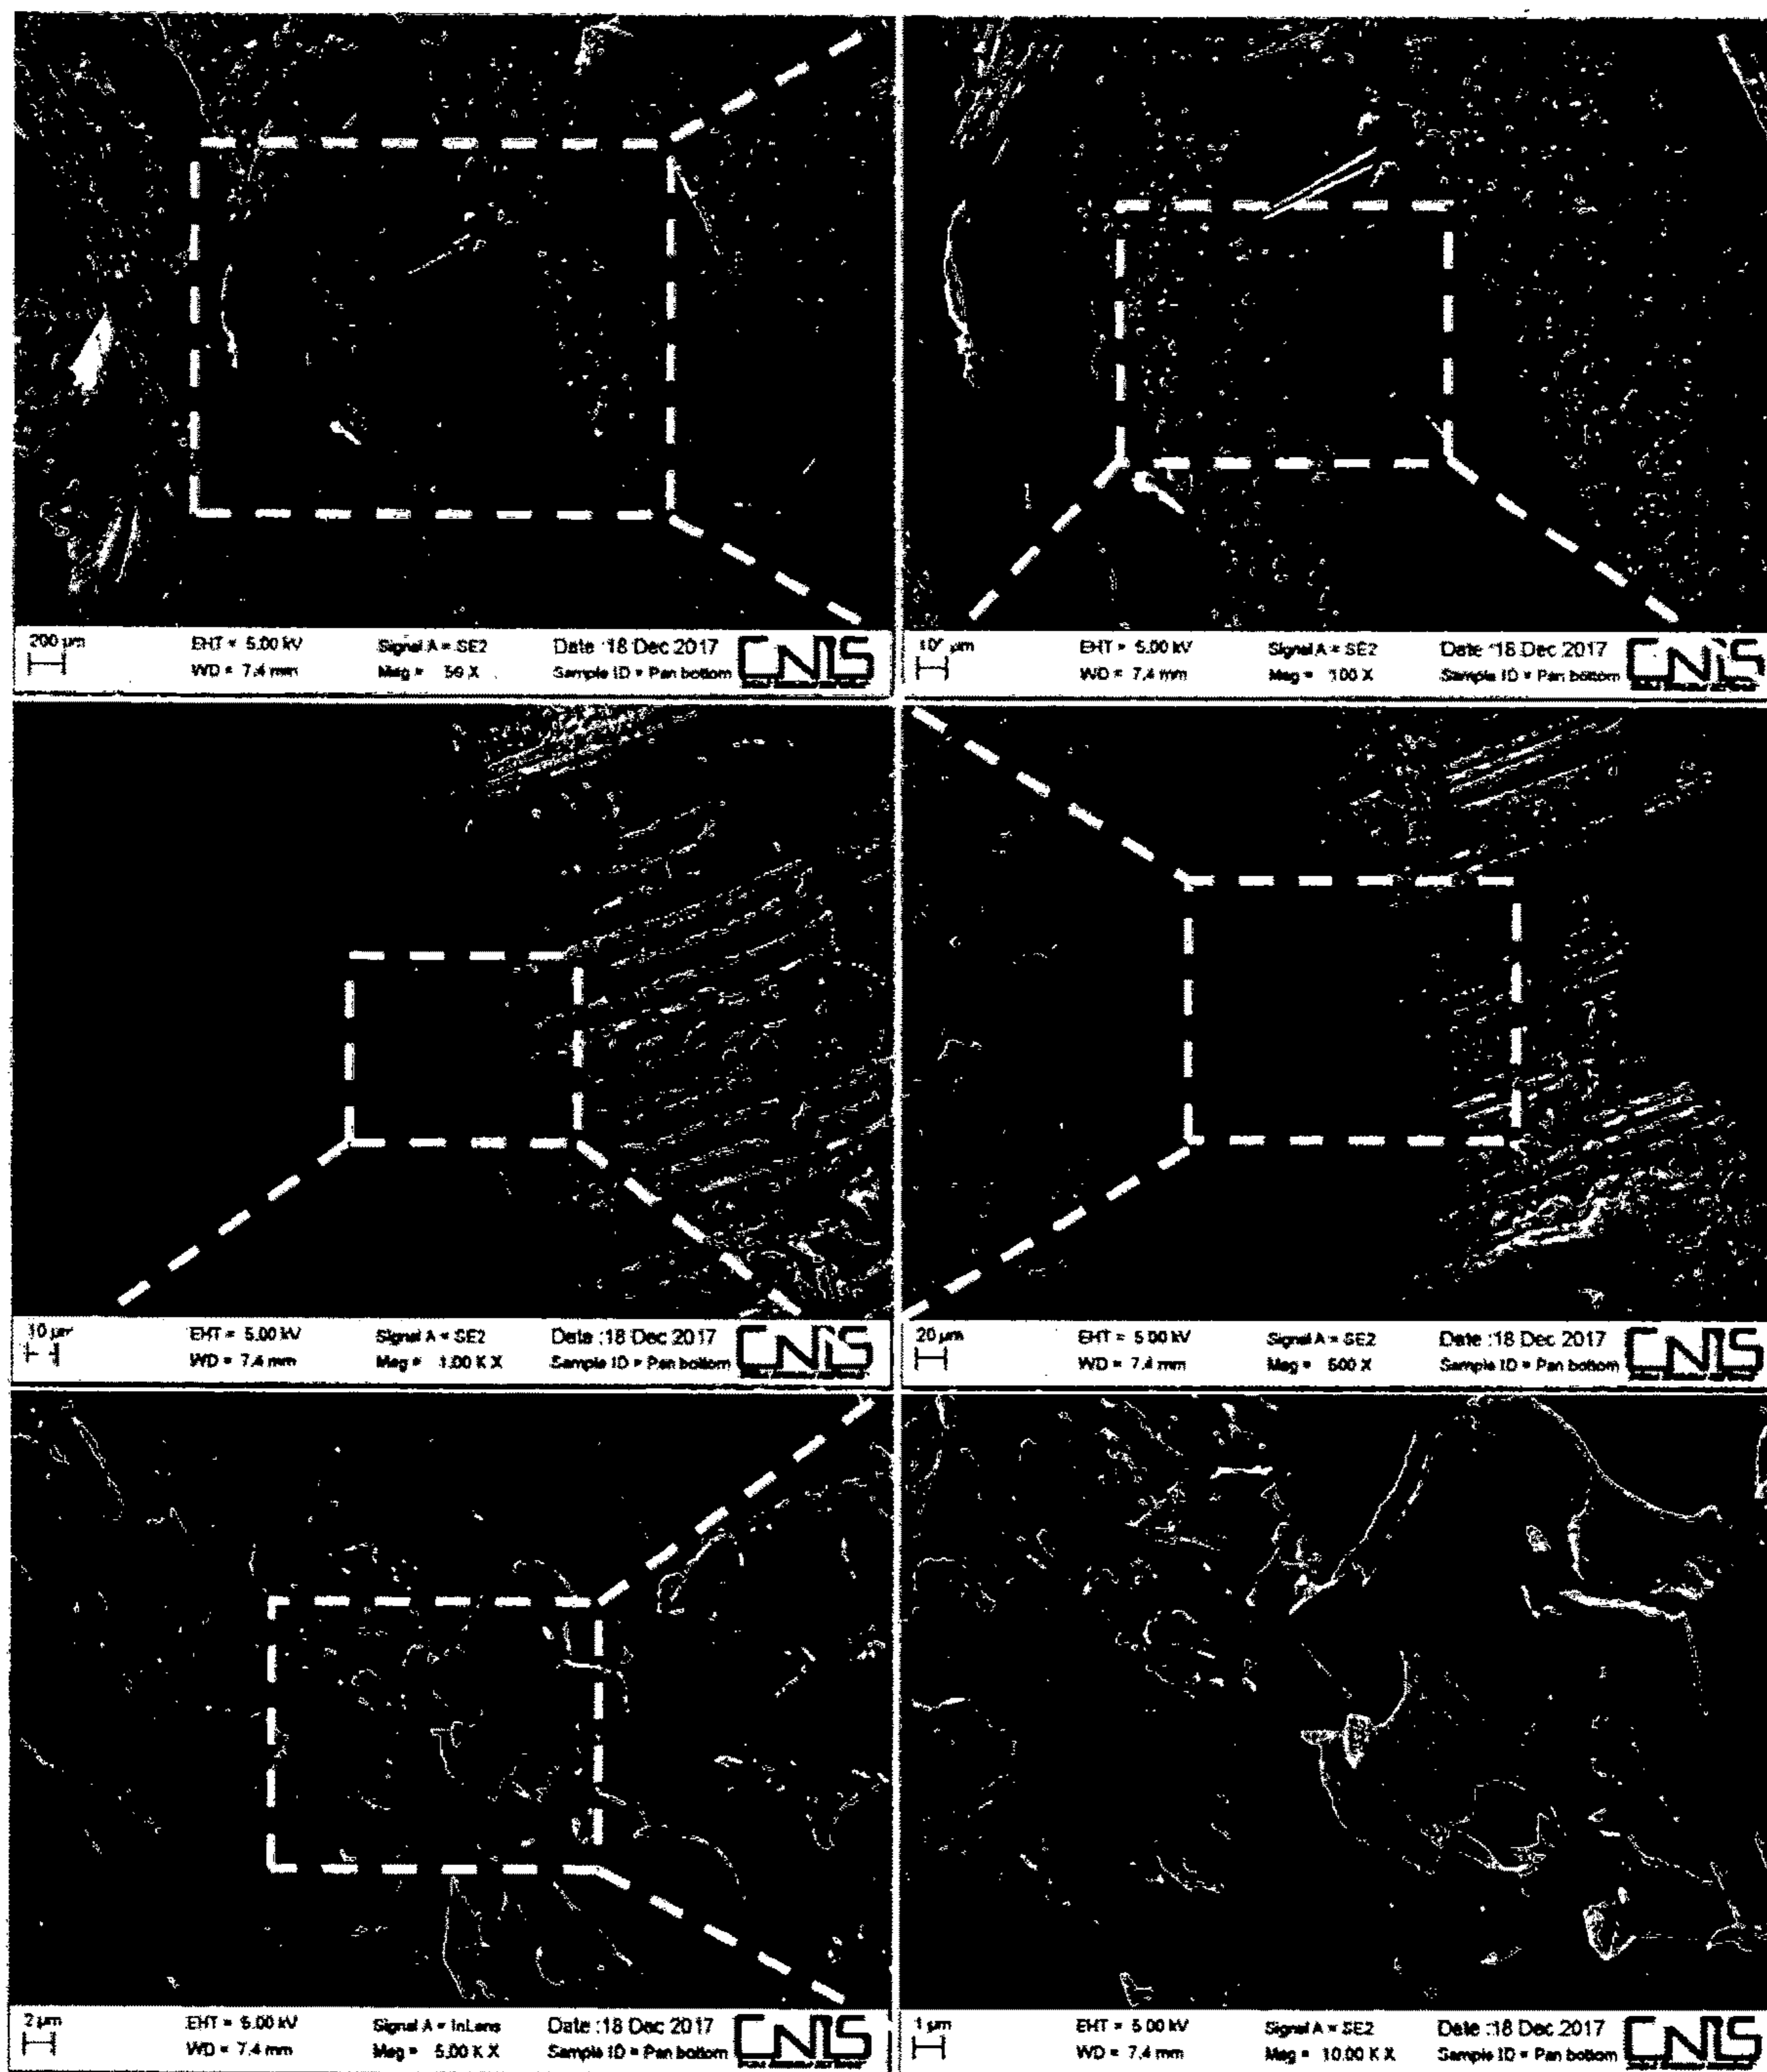 200 µm EHT = 5.00 kV Signal A = SE2 Date :18 Dec 2017
WD = 7.4 mm Mag = 50 X Sample ID = Pan bottom CNIS
µm EHT = 5.00 kV Signal A = SE2 Date :18 Dec 2017
WD = 7.4 mm Mag = 100 X Sample ID = Pan bottom CNIS
10 µm EHT = 5.00 kV Signal A = SE2 Date :18 Dec 2017
WD = 7.4 mm Mag = 1.00 K X Sample ID = Pan bottom CNIS
20 µm EHT = 5.00 kV Signal A = SE2 Date :18 Dec 2017
WD = 7.4 mm Mag = 500 X Sample ID = Pan bottom CNIS
2 µm EHT = 5.00 kV Signal A = InLens Date :18 Dec 2017
WD = 7.4 mm Mag = 5.00 K X Sample ID = Pan bottom CNIS
1 µm EHT = 5.00 kV Signal A = SE2 Date :18 Dec 2017
WD = 7.4 mm Mag = 10.00 K X Sample ID = Pan bottom CNIS